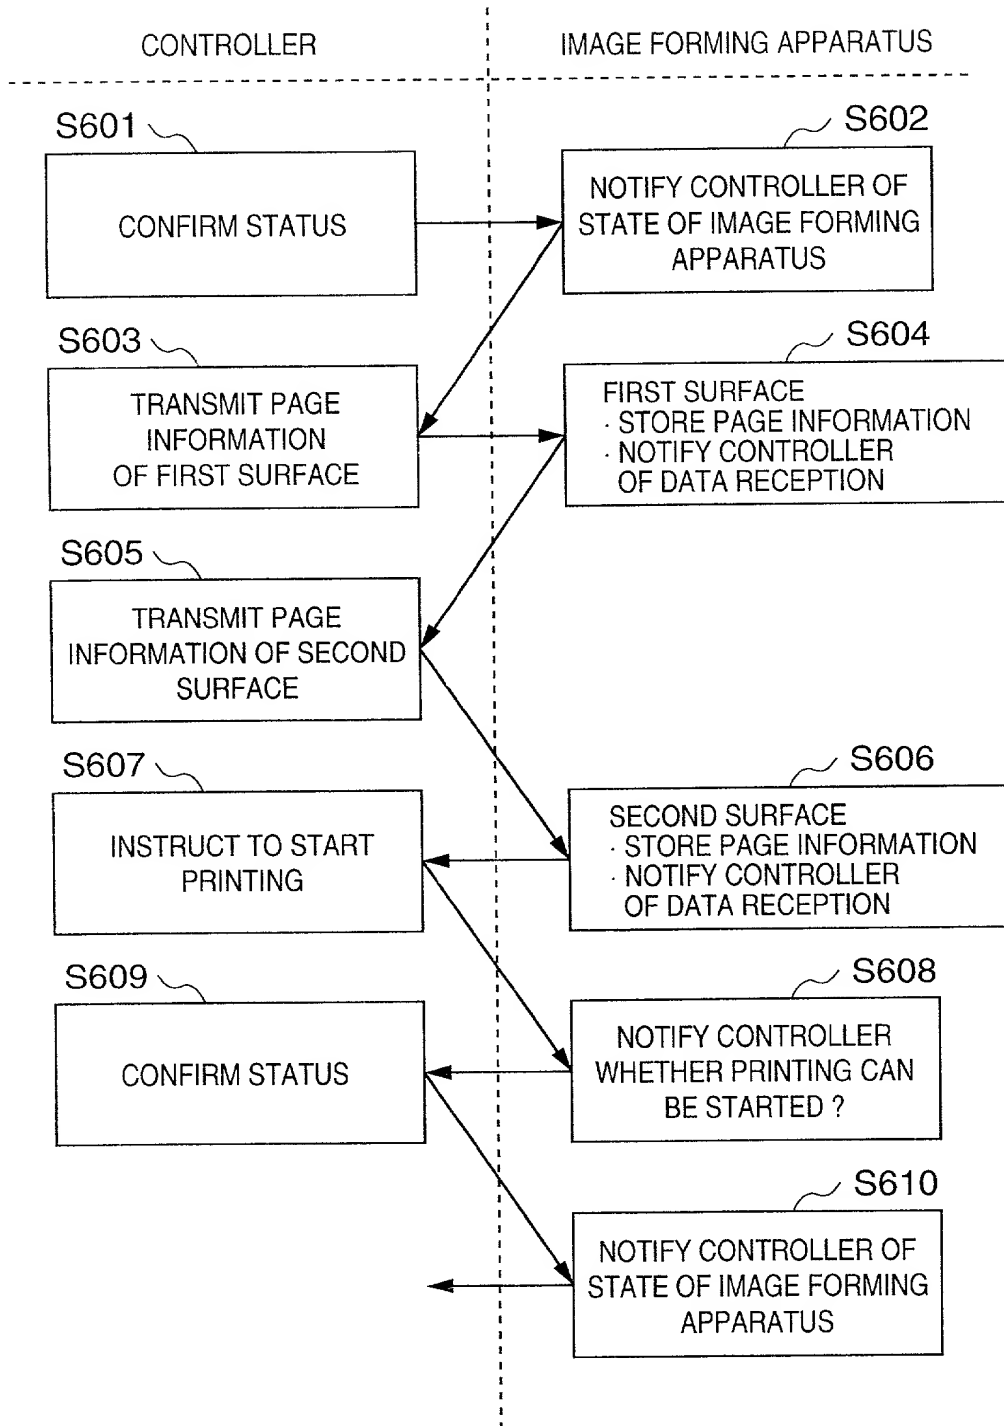 CONTROLLER
IMAGE FORMING APPARATUS
S601
CONFIRM STATUS
S602
NOTIFY CONTROLLER OF
STATE OF IMAGE FORMING
APPARATUS
S603
TRANSMIT PAGE
INFORMATION
OF FIRST SURFACE
S604
FIRST SURFACE
· STORE PAGE INFORMATION
· NOTIFY CONTROLLER
OF DATA RECEPTION
S605
TRANSMIT PAGE
INFORMATION OF SECOND
SURFACE
S606
SECOND SURFACE
· STORE PAGE INFORMATION
· NOTIFY CONTROLLER
OF DATA RECEPTION
S607
INSTRUCT TO START
PRINTING
S608
NOTIFY CONTROLLER
WHETHER PRINTING CAN
BE STARTED ?
S609
CONFIRM STATUS
S610
NOTIFY CONTROLLER OF
STATE OF IMAGE FORMING
APPARATUS